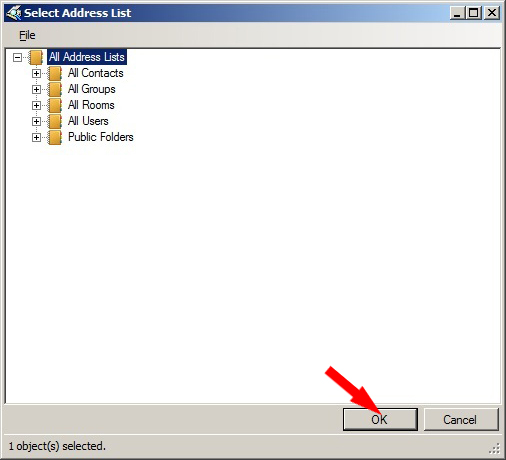 Select Address List
File
All Address Lists
All Contacts
All Groups
All Rooms
All Users
Public Folders
OK Cancel
1 object(s) selected.